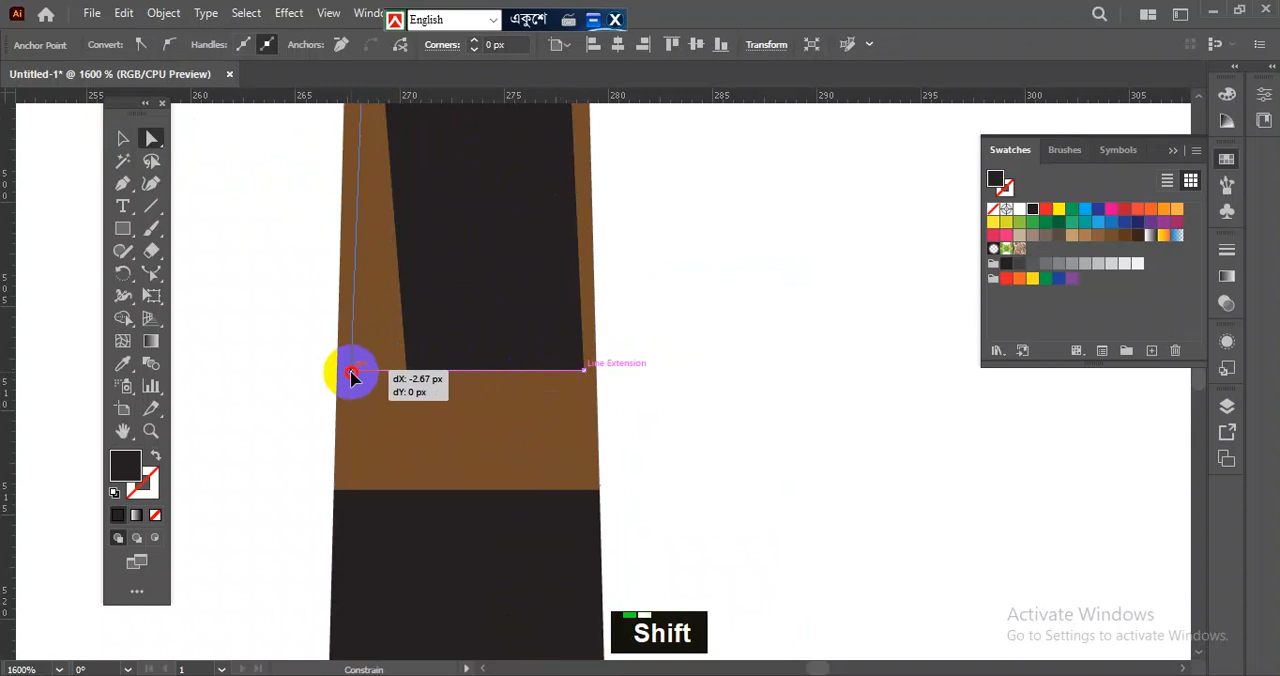 Ai File Edit Object Type Select Effect View Windo English একুশে X
Anchor Point Convert: Handles: Anchors: Corners: 0 px Transform
Untitled-1* @ 1600 % (RGB/CPU Preview)
255 260 265 270 275 280 285 290 295 300 305
Swatches Brushes Symbols
Line Extension
dX: -2.67 px
dY: 0 px
Shift
Activate Windows
Go to Settings to activate Windows.
1600% 0° 1 Constrain